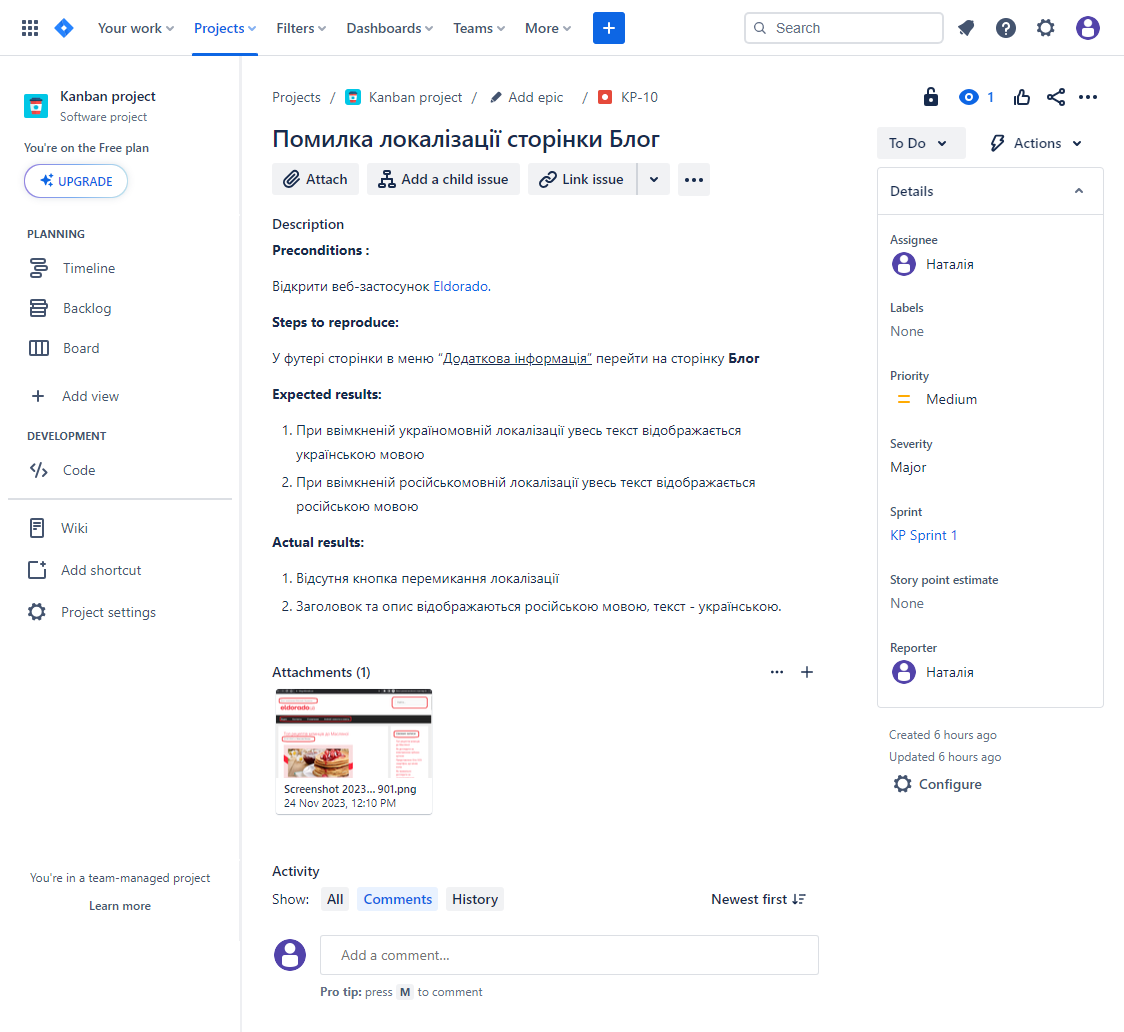 Your work
Projects
Filters
Dashboards
Teams
More
Search
Kanban project
Software project
You're on the Free plan
UPGRADE
PLANNING
Timeline
Backlog
Board
Add view
DEVELOPMENT
Code
Wiki
Add shortcut
Project settings
You're in a team-managed project
Learn more
Projects / Kanban project / Add epic / KP-10
1
Помилка локалізації сторінки Блог
Attach
Add a child issue
Link issue
Description
Preconditions :
Відкрити веб-застосунок Eldorado.
Steps to reproduce:
У футері сторінки в меню “Додаткова інформація” перейти на сторінку Блог
Expected results:
1. При ввімкненій україномовній локалізації увесь текст відображається
українською мовою
2. При ввімкненій російськомовній локалізації увесь текст відображається
російською мовою
Actual results:
1. Відсутня кнопка перемикання локалізації
2. Заголовок та опис відображаються російською мовою, текст - українською.
Attachments (1)
eldorado
Screenshot 2023... 901.png
24 Nov 2023, 12:10 PM
Activity
Show: All Comments History
Newest first
Add a comment...
Pro tip: press M to comment
To Do
Actions
Details
Assignee
Наталія
Labels
None
Priority
Medium
Severity
Major
Sprint
KP Sprint 1
Story point estimate
None
Reporter
Наталія
Created 6 hours ago
Updated 6 hours ago
Configure